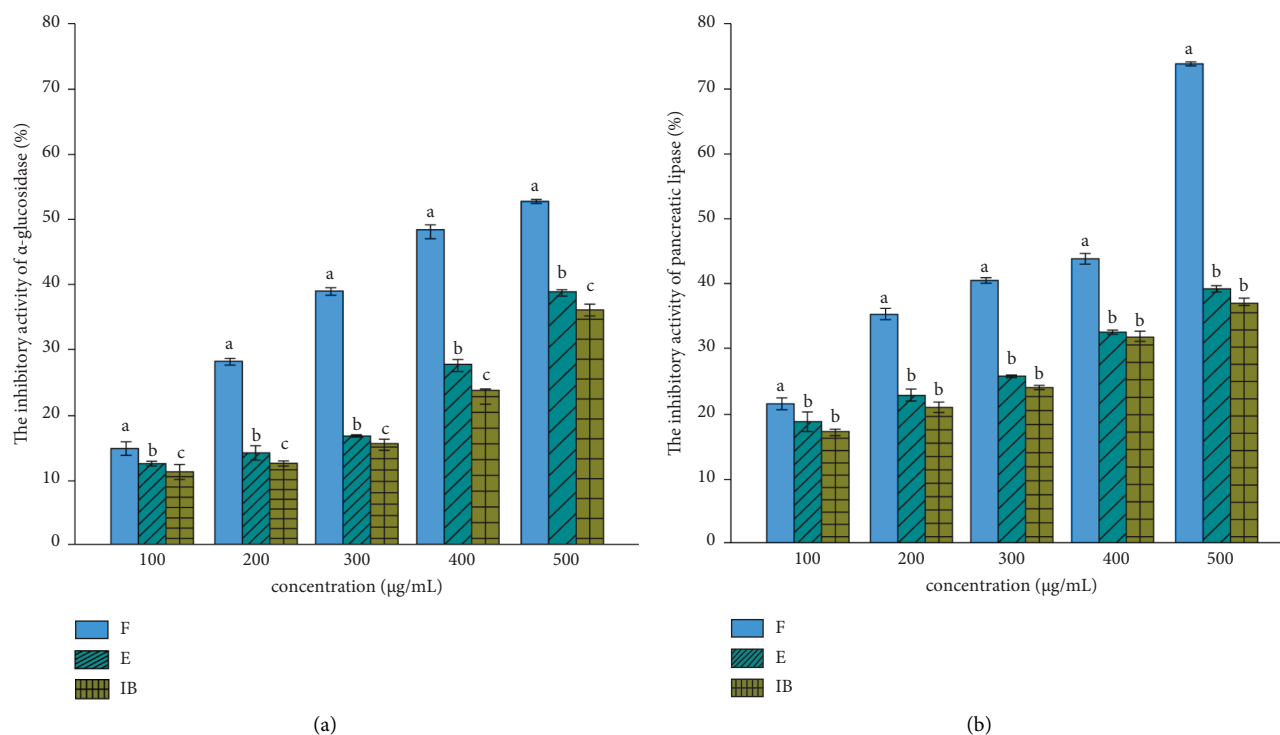 The inhibitory activity of α-glucosidase (%)
80
70
60
50
40
30
20
10
0
a
b
c
a
b
c
a
b
c
a
b
c
a
b
c
100
200
300
400
500
concentration (µg/mL)
F
E
IB
(a)
The inhibitory activity of pancreatic lipase (%)
80
70
60
50
40
30
20
10
0
a
b
b
a
b
b
a
b
b
a
b
b
a
b
b
100
200
300
400
500
concentration (µg/mL)
F
E
IB
(b)